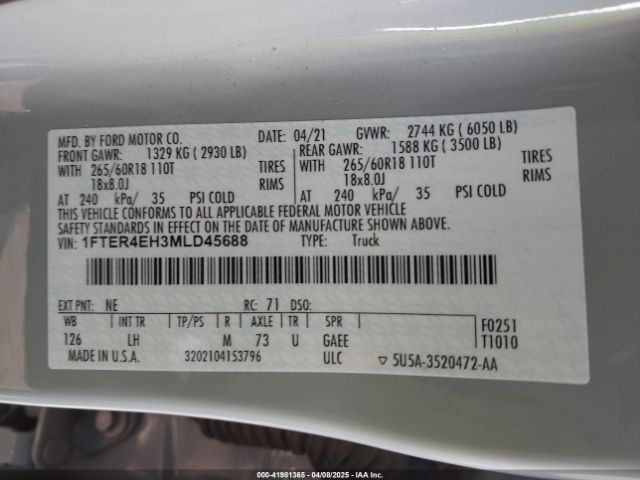 MFD. BY FORD MOTOR CO. DATE: 04/21 GVWR: 2744 KG ( 6050 LB)
FRONT GAWR: 1329 KG ( 2930 LB) REAR GAWR: 1588 KG ( 3500 LB)
WITH 265/60R18 110T TIRES WITH 265/60R18 110T TIRES
18x8.0J RIMS 18x8.0J RIMS
AT 240 kPa/ 35 PSI COLD AT 240 kPa/ 35 PSI COLD
THIS VEHICLE CONFORMS TO ALL APPLICABLE FEDERAL MOTOR VEHICLE
SAFETY STANDARDS IN EFFECT ON THE DATE OF MANUFACTURE SHOWN ABOVE.
VIN: 1FTER4EH3MLD45688 TYPE: Truck
EXT PNT: NE RC: 71 DSO:
WB INT TR TP/PS R AXLE TR SPR F0251
126 LH M 73 U GAEE T1010
MADE IN U.S.A. 3202104153796 ULC ▽ 5U5A-3520472-AA
000-41981365 - 04/08/2025 - IAA Inc.